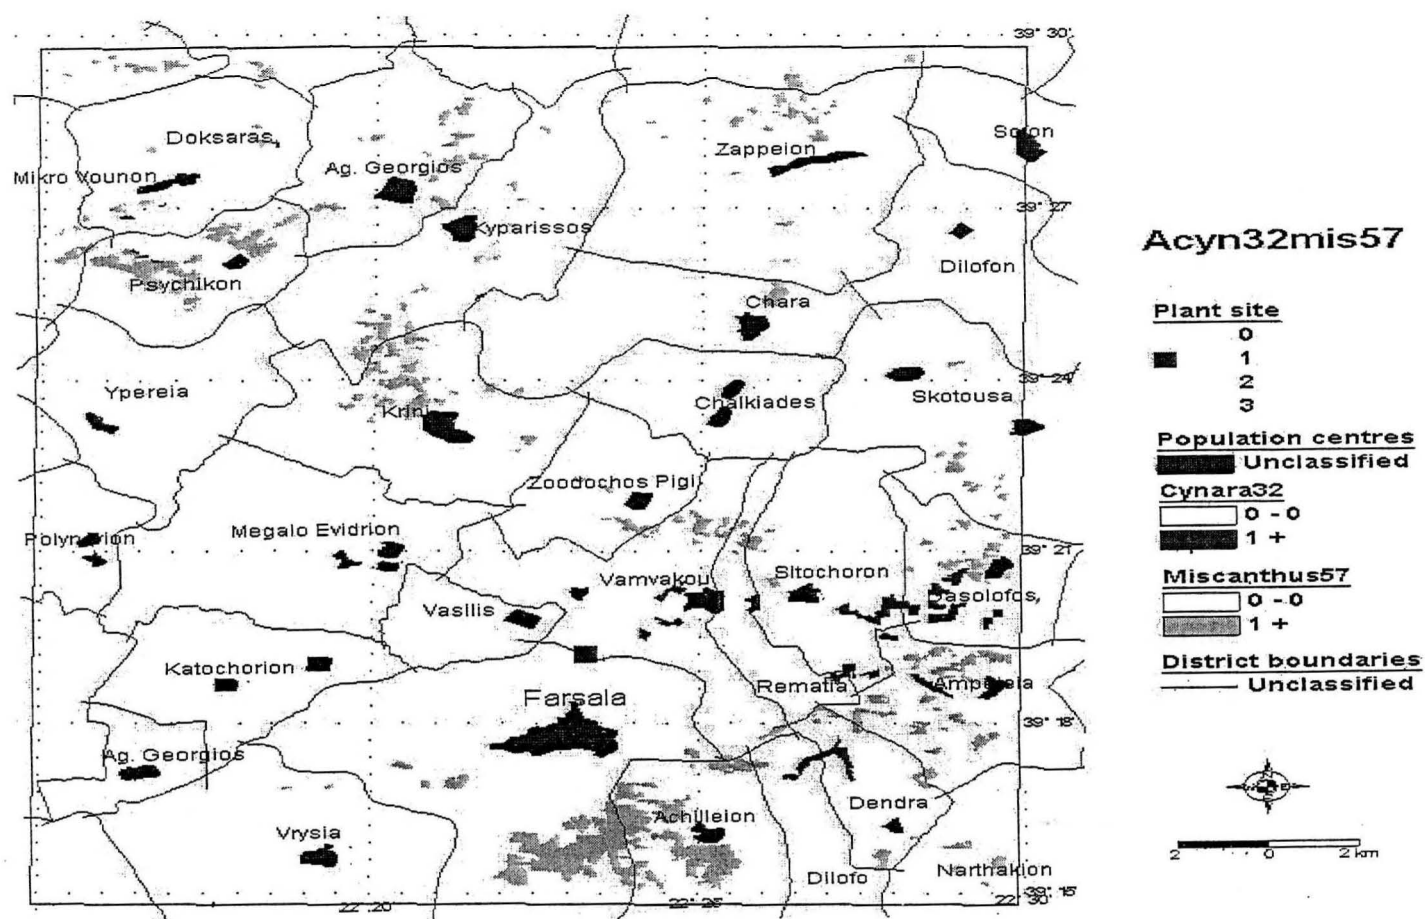 39° 30'
Doksaras
Ag. Georgios
Zappeion
Soron
Mikro Vounon
39° 27
Kyparissos
Dilofon
Psychikon
Chara
39° 24
Ypereia
Krini
Chalkiades
Skotousa
Zoodochos Pigi
Megalo Evidrion
39° 21
Vamvakou
Sitochoron
Dasolofos,
Vasilis
Katochorion
Rematia
Ampeleia
Farsala
39° 18
Ag. Georgios
Achilleion
Dendra
Vrysia
Dilofo
Narthakion
39° 15
22° 20
22° 25
22° 30
Acyn32mis57
Plant site
0
1
2
3
Population centres
Unclassified
Cynara32
0 - 0
1 +
Miscanthus57
0 - 0
1 +
District boundaries
Unclassified
2 0 2 km